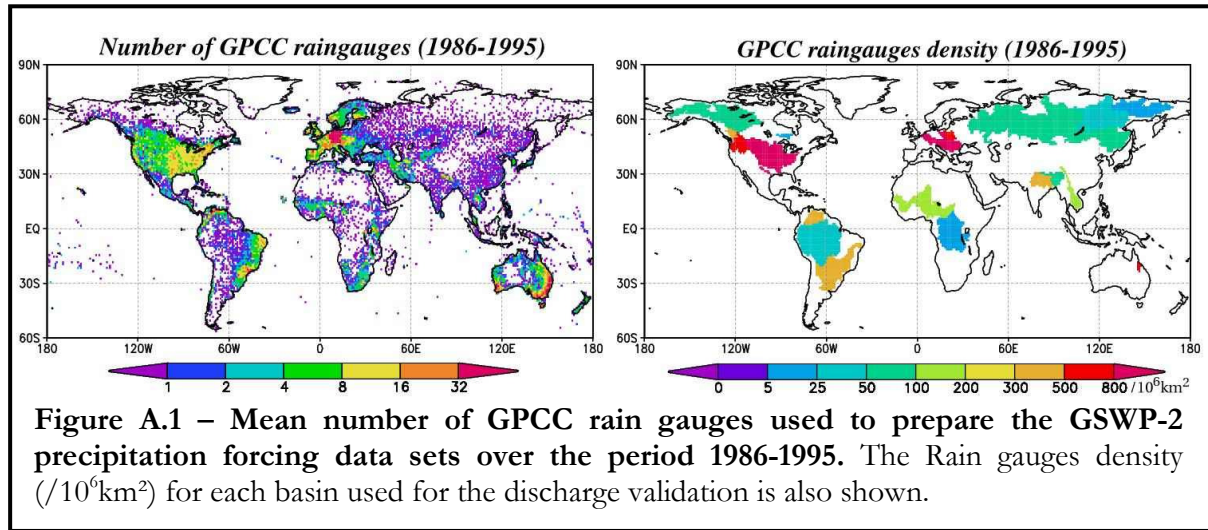 Number of GPCC raingauges (1986-1995)
GPCC raingauges density (1986-1995)
90N
60N
30N
EQ
30S
60S
180
120W
60W
0
60E
120E
180
1
2
4
8
16
32
90N
60N
30N
EQ
30S
60S
180
120W
60W
0
60E
120E
180
0
5
25
50
100
200
300
500
800 /10⁶km²
Figure A.1 – Mean number of GPCC rain gauges used to prepare the GSWP-2
precipitation forcing data sets over the period 1986-1995. The Rain gauges density
(/10⁶km²) for each basin used for the discharge validation is also shown.